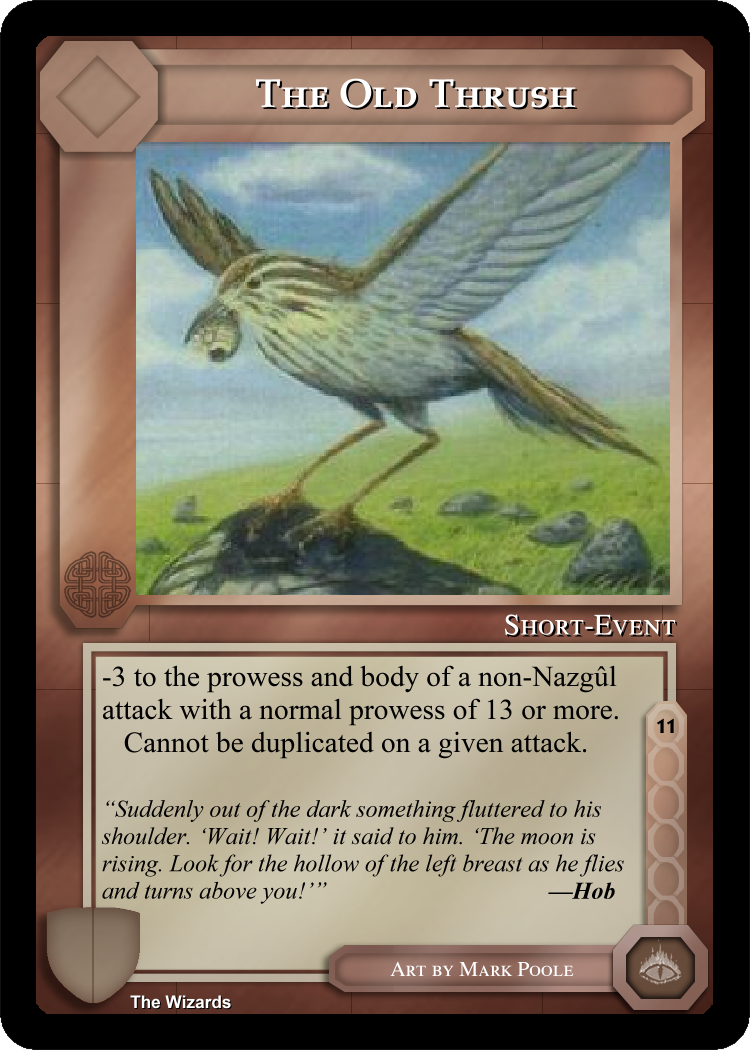 The Old Thrush
Short-Event
-3 to the prowess and body of a non-Nazgûl
attack with a normal prowess of 13 or more.
Cannot be duplicated on a given attack.
11
“Suddenly out of the dark something fluttered to his
shoulder. ‘Wait! Wait!’ it said to him. ‘The moon is
rising. Look for the hollow of the left breast as he flies
and turns above you!’” —Hob
Art by Mark Poole
The Wizards